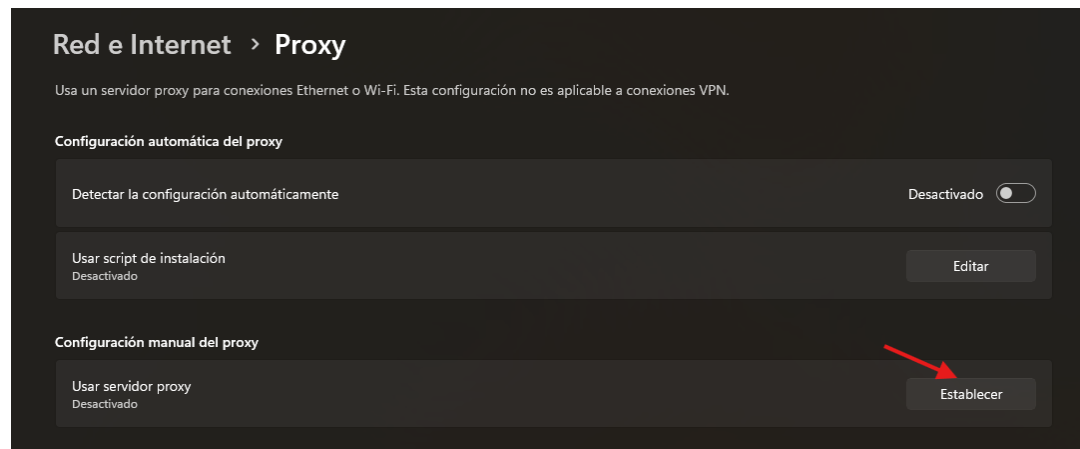 Red e Internet > Proxy
Usa un servidor proxy para conexiones Ethernet o Wi-Fi. Esta configuración no es aplicable a conexiones VPN.
Configuración automática del proxy
Detectar la configuración automáticamente
Desactivado
Usar script de instalación
Desactivado
Editar
Configuración manual del proxy
Usar servidor proxy
Desactivado
Establecer